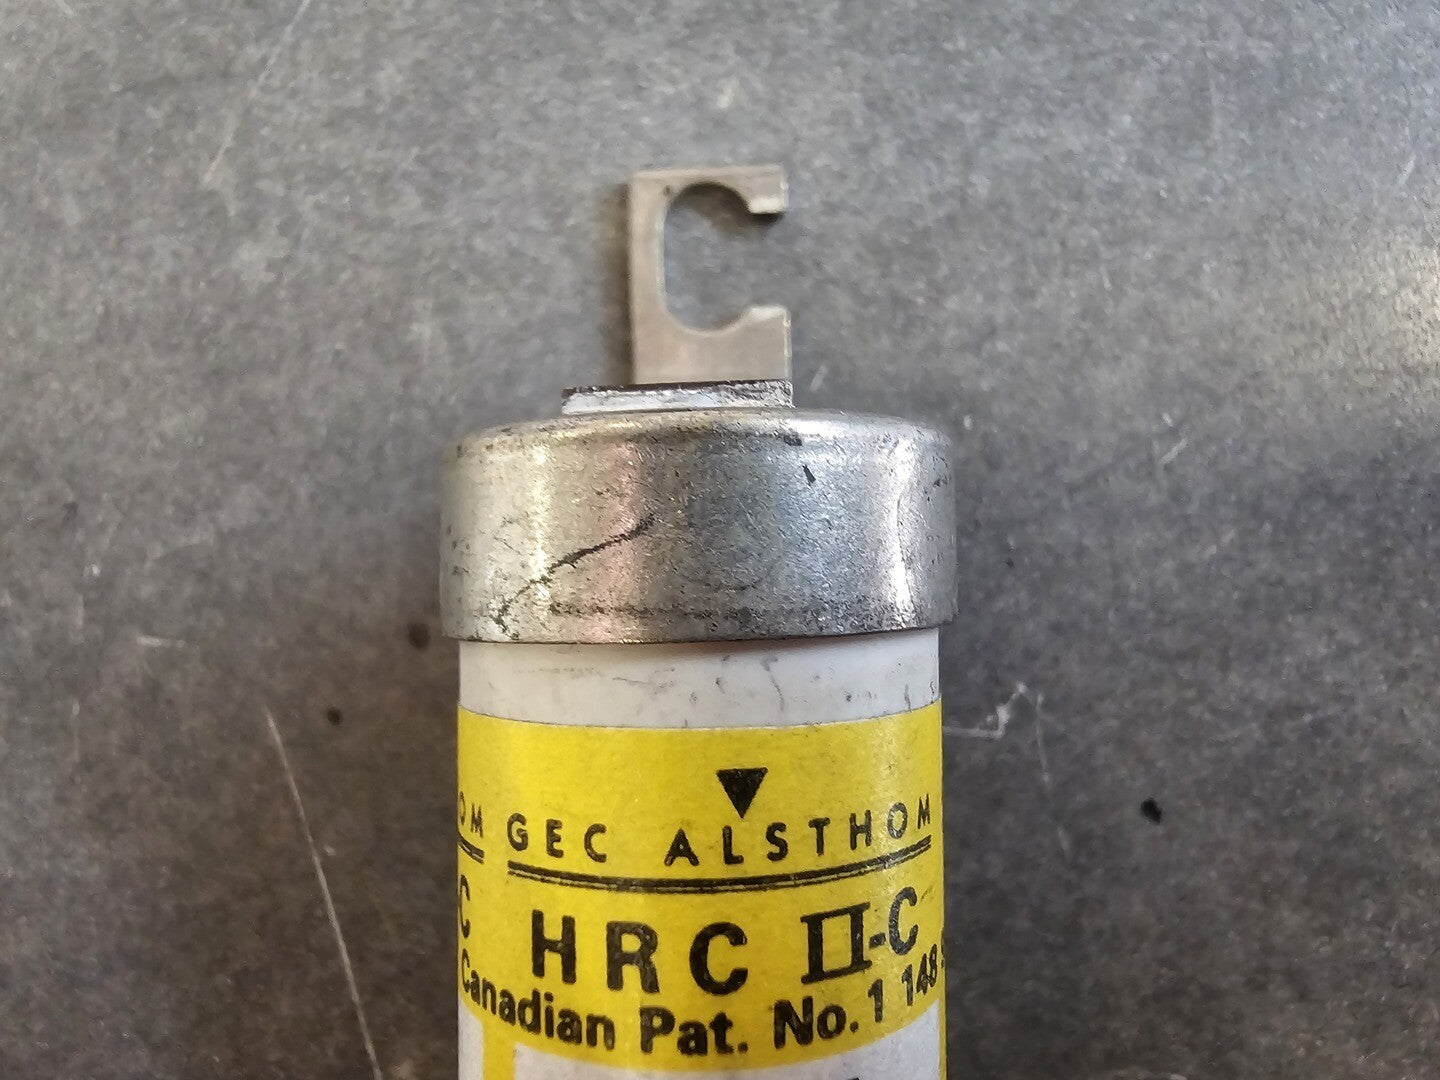 GEC ALSTHOM
HRC II-C
Canadian Pat. No. 1 148